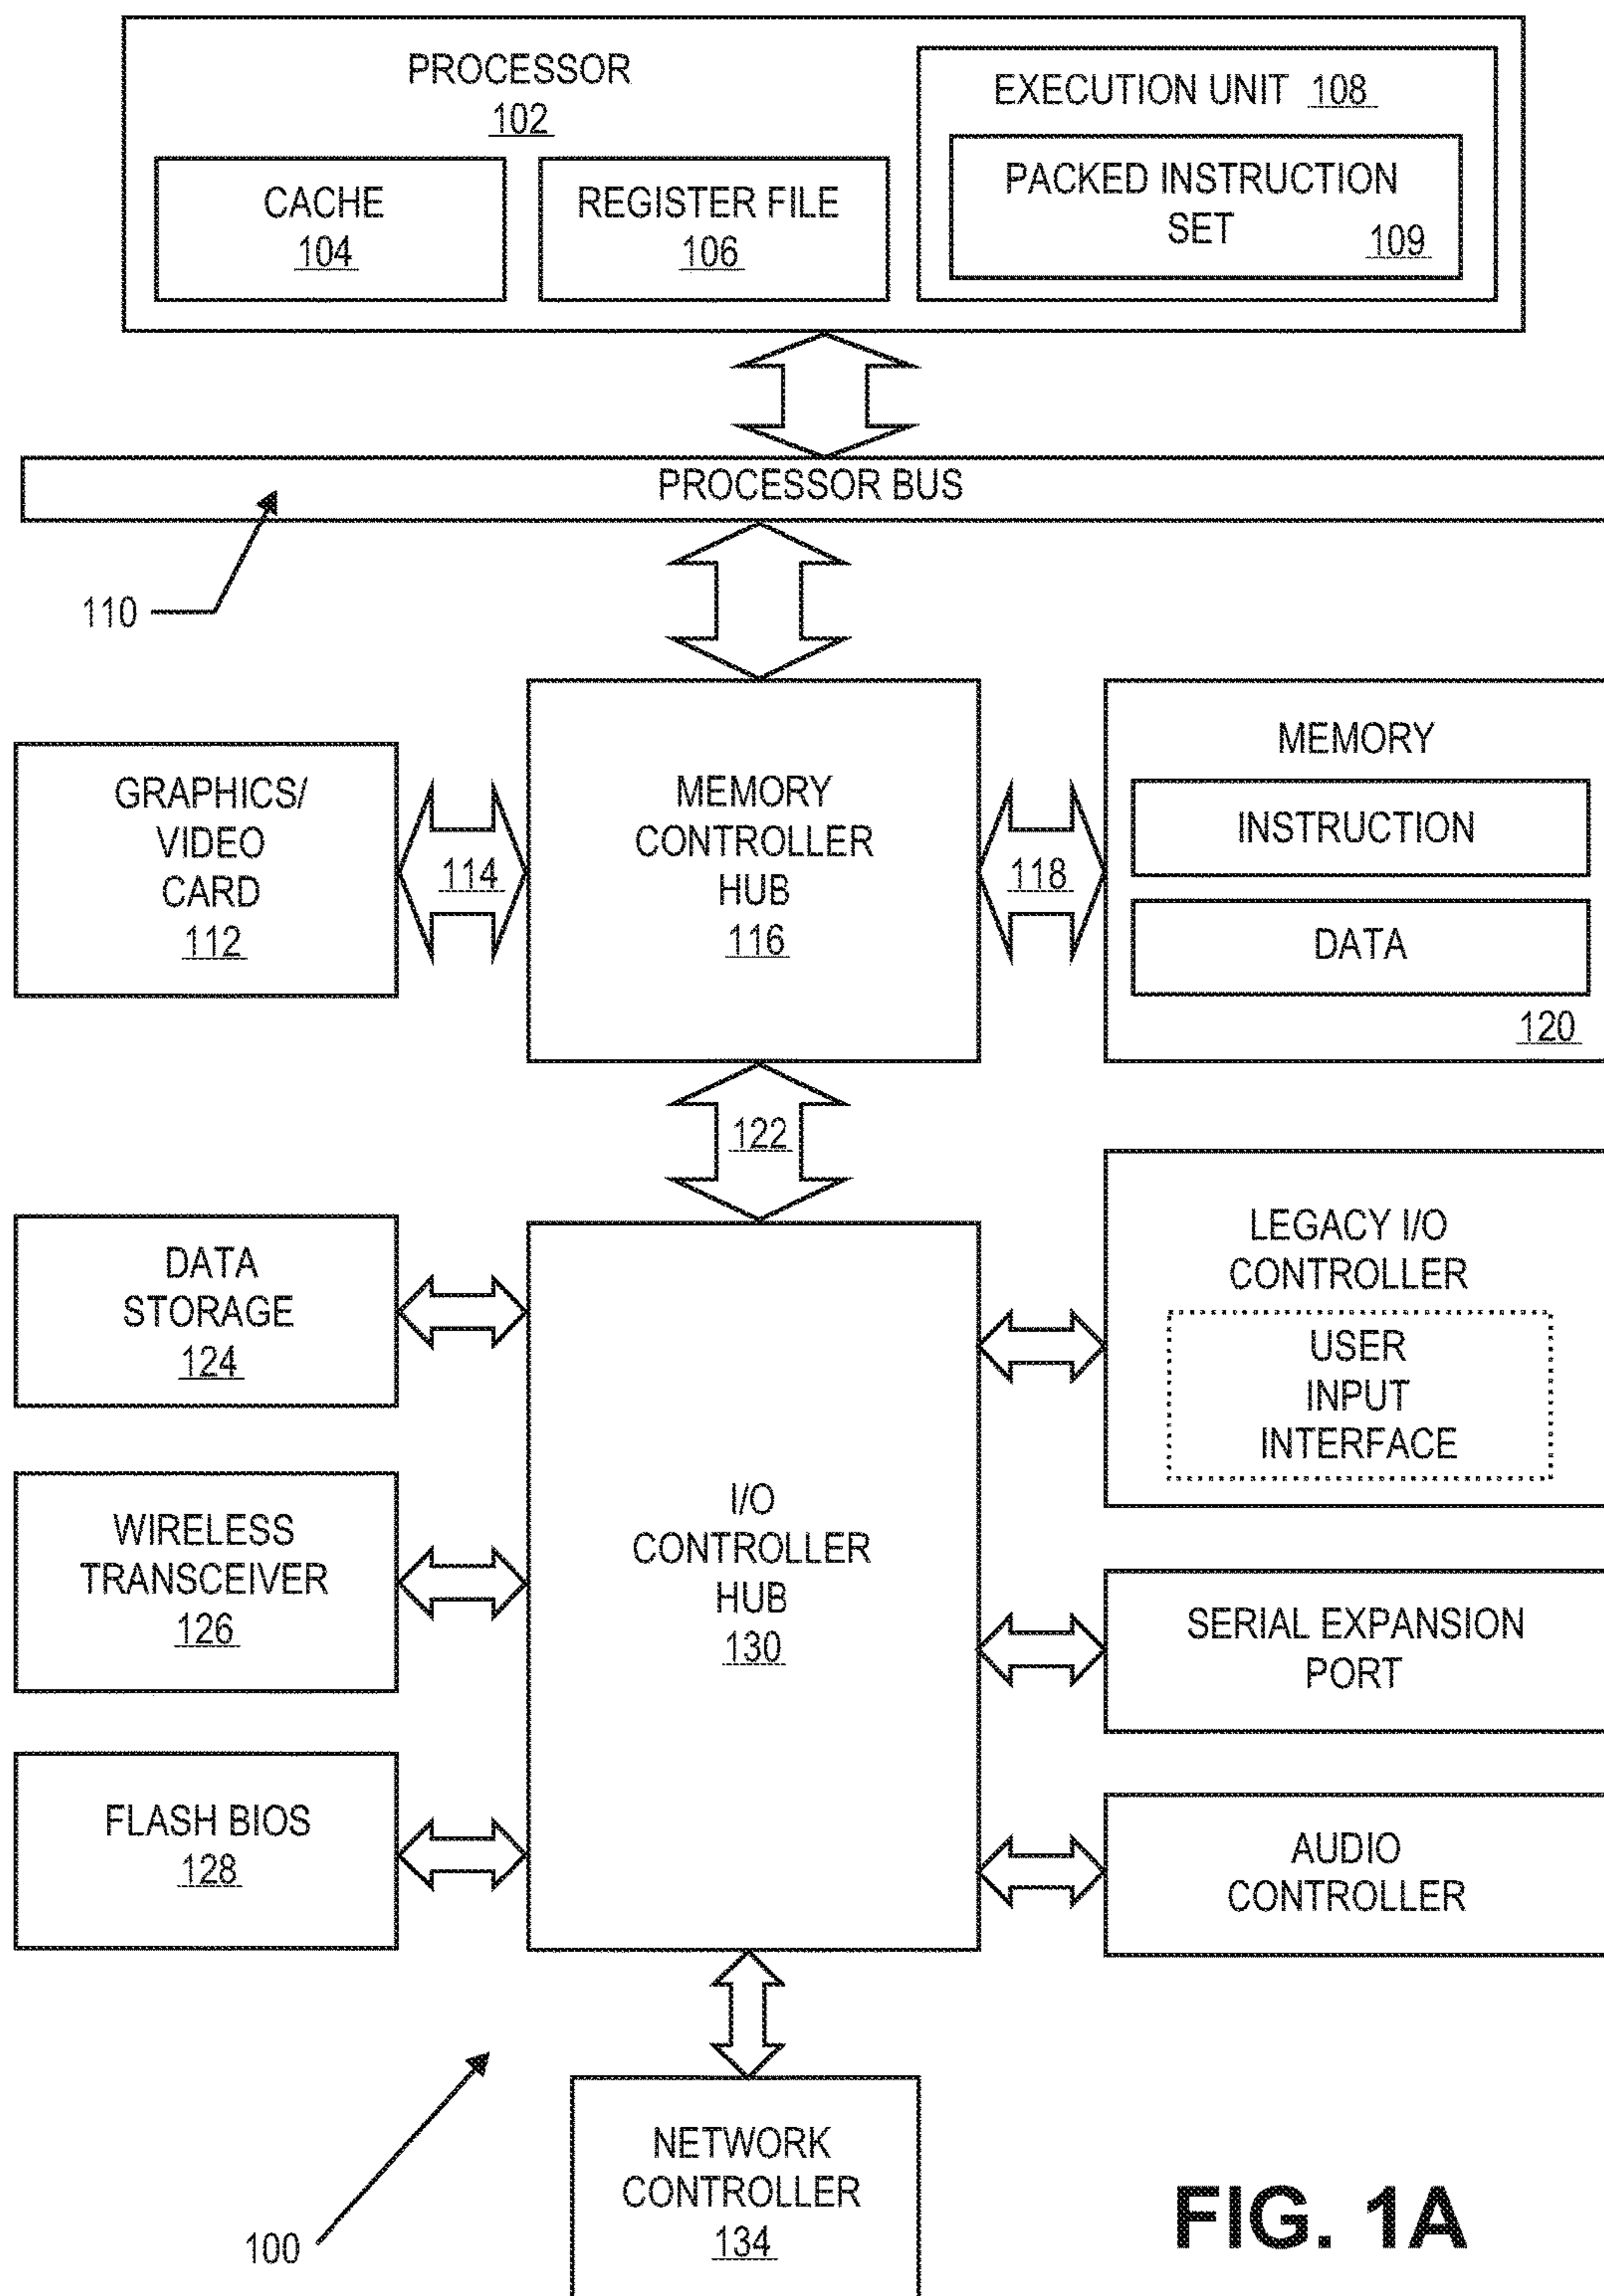 PROCESSOR
102
CACHE
104
REGISTER FILE
106
EXECUTION UNIT 108
PACKED INSTRUCTION
SET
109
PROCESSOR BUS
110
GRAPHICS/
VIDEO
CARD
112
114
MEMORY
CONTROLLER
HUB
116
118
MEMORY
INSTRUCTION
DATA
120
122
DATA
STORAGE
124
WIRELESS
TRANSCEIVER
126
FLASH BIOS
128
I/O
CONTROLLER
HUB
130
LEGACY I/O
CONTROLLER
USER
INPUT
INTERFACE
SERIAL EXPANSION
PORT
AUDIO
CONTROLLER
NETWORK
CONTROLLER
134
100
FIG. 1A